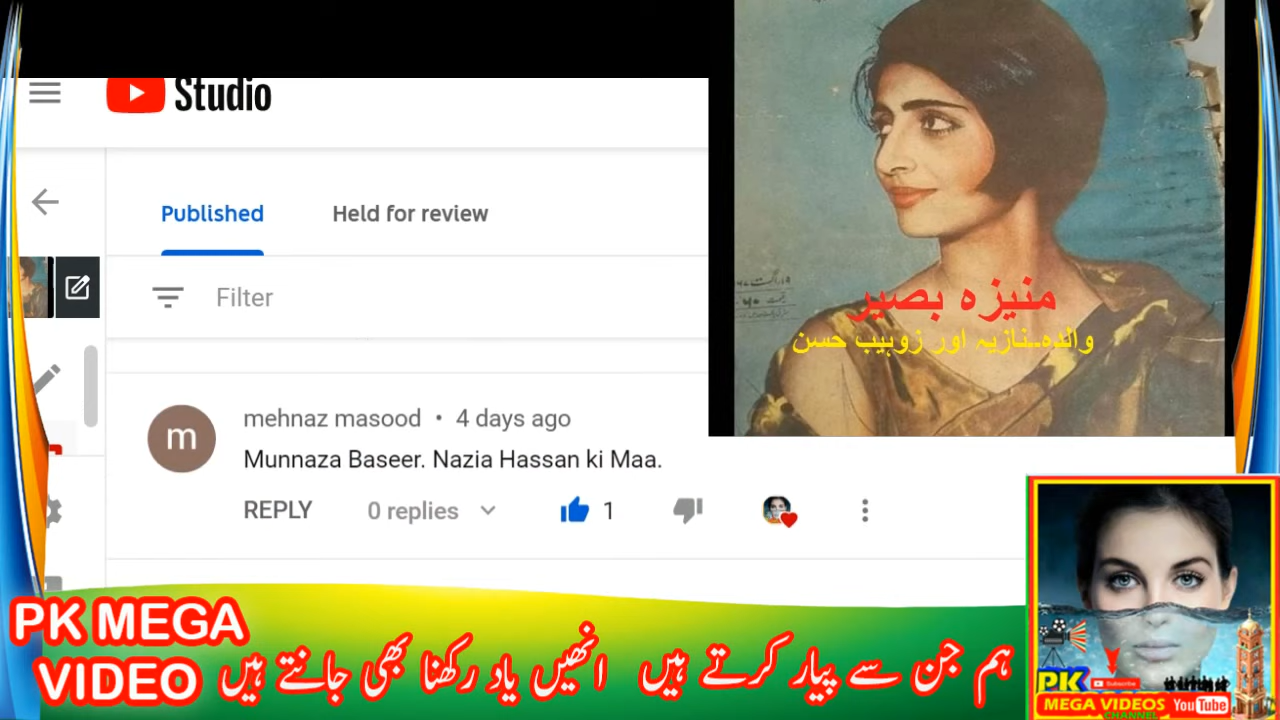 Studio
Published
Held for review
Filter
mehnaz masood • 4 days ago
Munnaza Baseer. Nazia Hassan ki Maa.
REPLY
0 replies
1
منیزہ بصیر
والدہ۔۔نازیہ اور زوہیب حسن
PK MEGA
VIDEO
ہم جن سے پیار کرتے ہیں انھیں یاد رکھنا بھی جانتے ہیں
PK
Subscribe
MEGA VIDEOS YouTube
CHANNEL